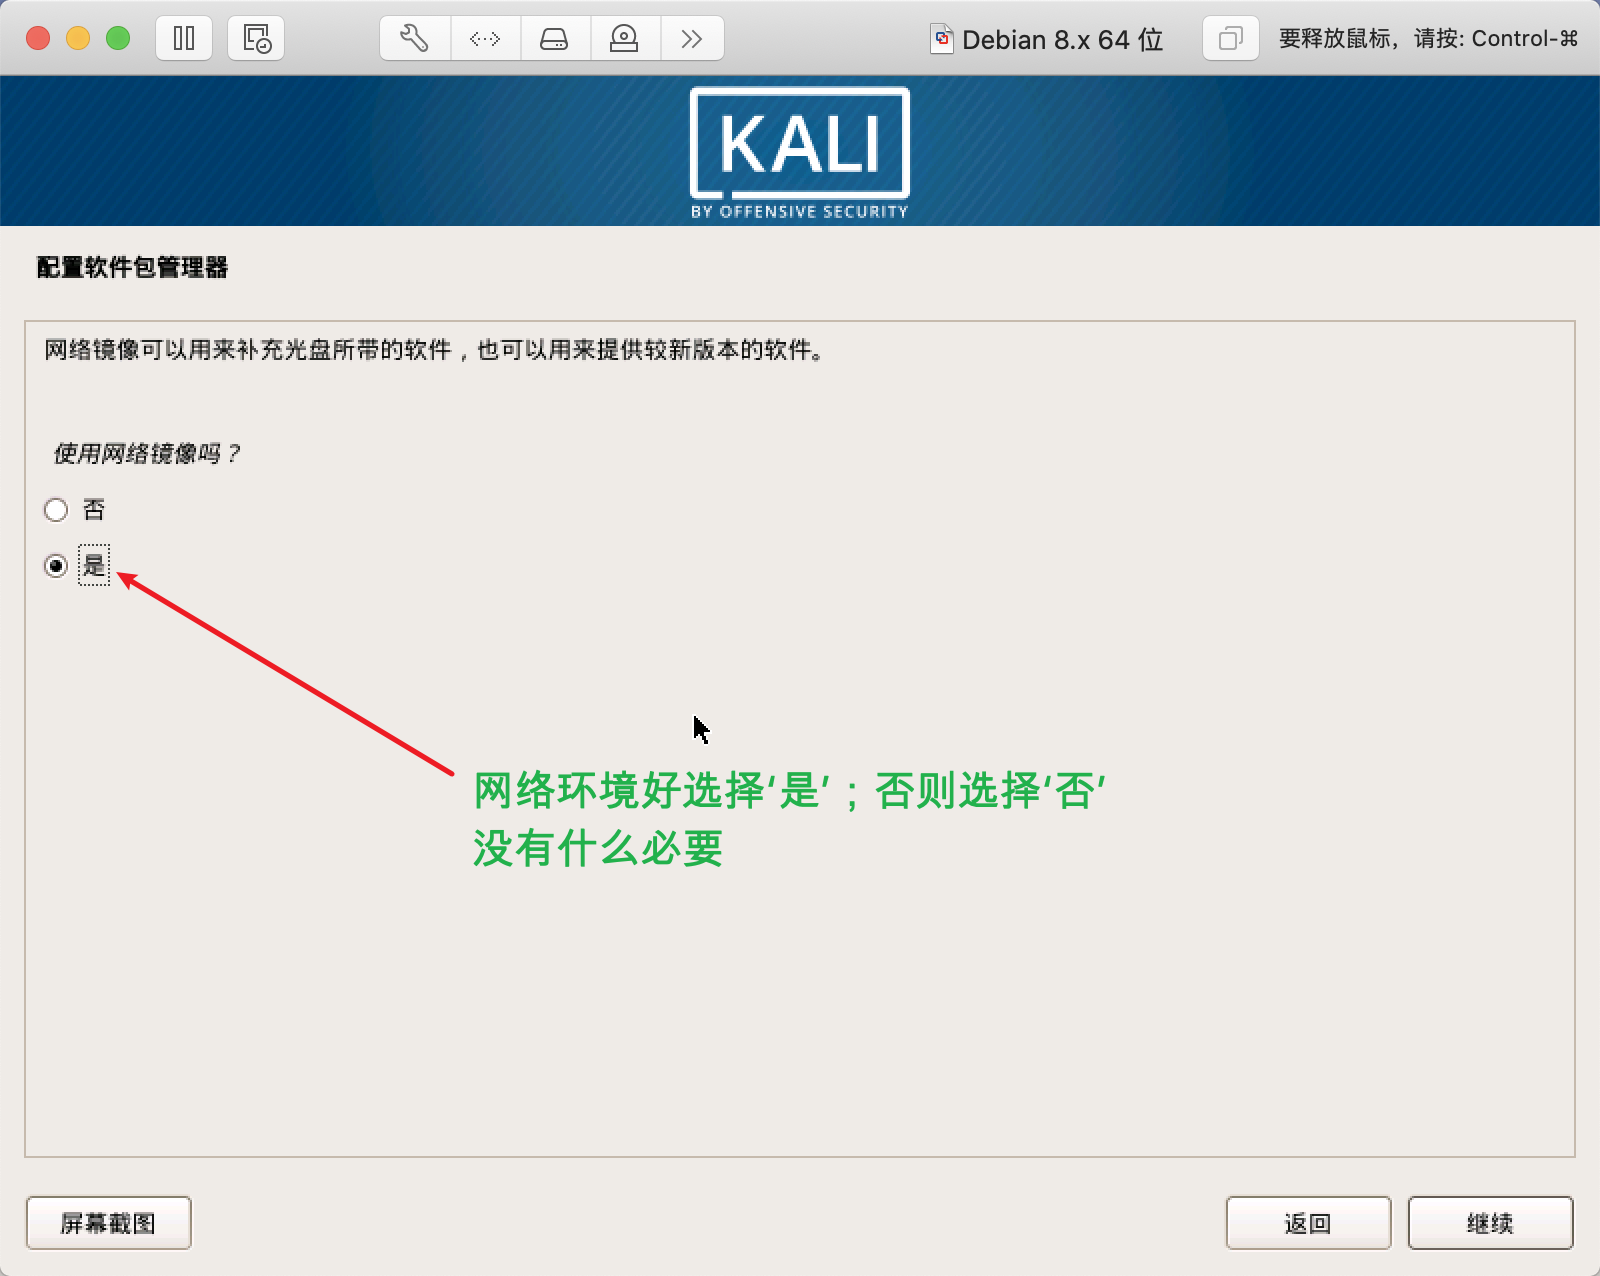 Debian 8.x 64 位
要释放鼠标，请按: Control-⌘
KALI
BY OFFENSIVE SECURITY
配置软件包管理器
网络镜像可以用来补充光盘所带的软件，也可以用来提供较新版本的软件。
使用网络镜像吗？
否
是
网络环境好选择‘是’；否则选择‘否’
没有什么必要
屏幕截图
返回
继续